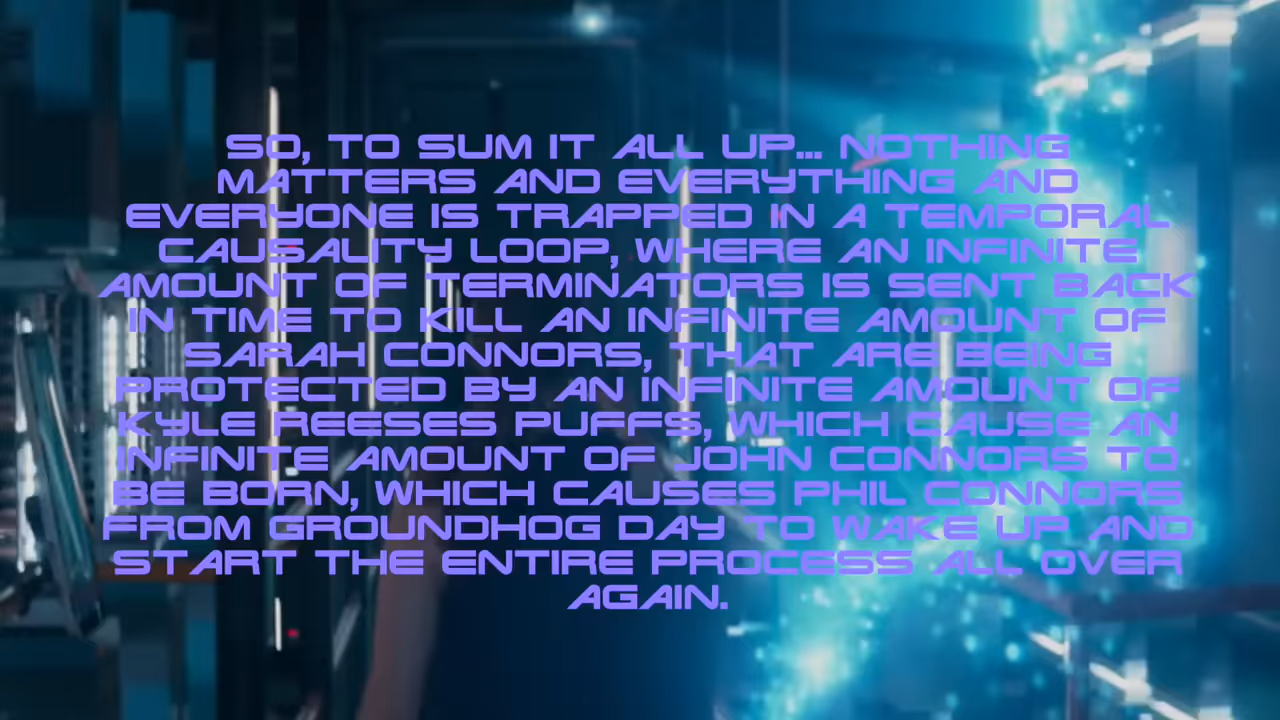 SO, TO SUM IT ALL UP... NOTHING
MATTERS AND EVERYTHING AND
EVERYONE IS TRAPPED IN A TEMPORAL
CAUSALITY LOOP, WHERE AN INFINITE
AMOUNT OF TERMINATORS IS SENT BACK
IN TIME TO KILL AN INFINITE AMOUNT OF
SARAH CONNORS, THAT ARE BEING
PROTECTED BY AN INFINITE AMOUNT OF
KYLE REESES PUFFS, WHICH CAUSE AN
INFINITE AMOUNT OF JOHN CONNORS TO
BE BORN, WHICH CAUSES PHIL CONNORS
FROM GROUNDHOG DAY TO WAKE UP AND
START THE ENTIRE PROCESS ALL OVER
AGAIN.